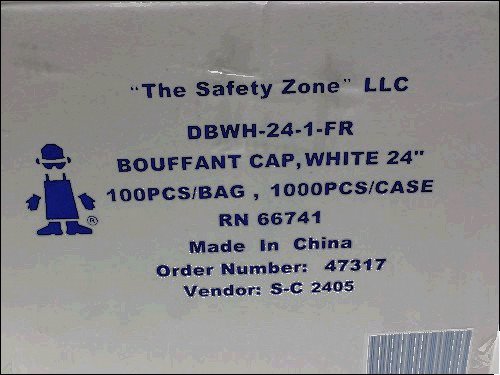 "The Safety Zone" LLC
DBWH-24-1-FR
BOUFFANT CAP, WHITE 24"
100PCS/BAG , 1000PCS/CASE
RN 66741
Made In China
Order Number: 47317
Vendor: S-C 2405
®